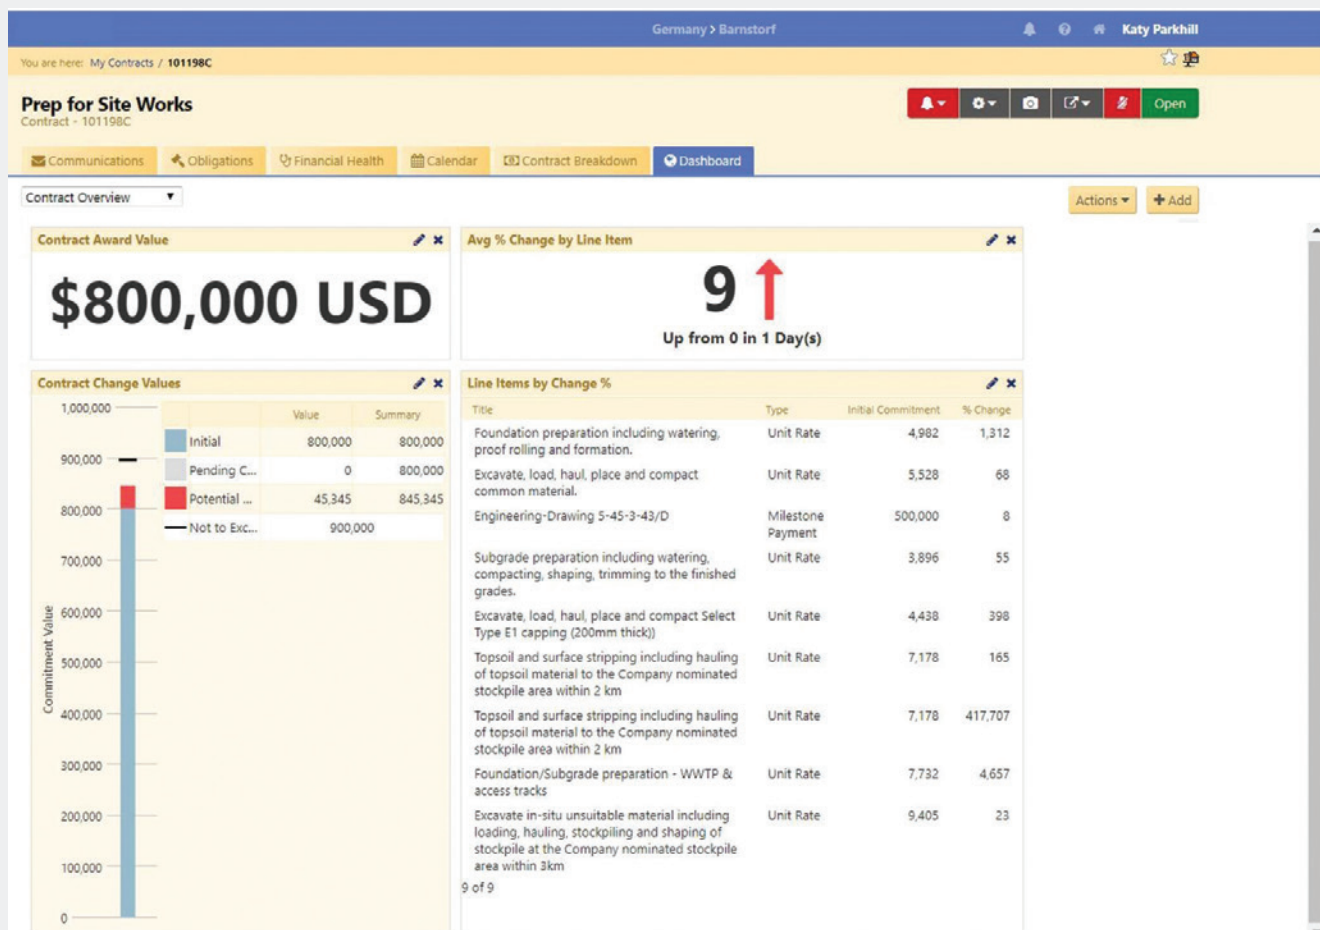 Germany > Barnstorf
Katy Parkhill
You are here: My Contracts / 101198C
Prep for Site Works
Contract - 101198C
Open
Communications
Obligations
Financial Health
Calendar
Contract Breakdown
Dashboard
Contract Overview
Actions
+ Add
Contract Award Value
$800,000 USD
Avg % Change by Line Item
9
Up from 0 in 1 Day(s)
Contract Change Values
Commitment Value
1,000,000
900,000
800,000
700,000
600,000
500,000
400,000
300,000
200,000
100,000
0
Value Summary
Initial 800,000 800,000
Pending C... 0 800,000
Potential ... 45,345 845,345
Not to Exc... 900,000
Line Items by Change %
Title Type Initial Commitment % Change
Foundation preparation including watering, Unit Rate 4,982 1,312
proof rolling and formation.
Excavate, load, haul, place and compact Unit Rate 5,528 68
common material.
Engineering-Drawing 5-45-3-43/D Milestone 500,000 8
Payment
Subgrade preparation including watering, Unit Rate 3,896 55
compacting, shaping, trimming to the finished
grades.
Excavate, load, haul, place and compact Select Unit Rate 4,438 398
Type E1 capping (200mm thick))
Topsoil and surface stripping including hauling Unit Rate 7,178 165
of topsoil material to the Company nominated
stockpile area within 2 km
Topsoil and surface stripping including hauling Unit Rate 7,178 417,707
of topsoil material to the Company nominated
stockpile area within 2 km
Foundation/Subgrade preparation - WWTP & Unit Rate 7,732 4,657
access tracks
Excavate in-situ unsuitable material including Unit Rate 9,405 23
loading, hauling, stockpiling and shaping of
stockpile at the Company nominated stockpile
area within 3km
9 of 9